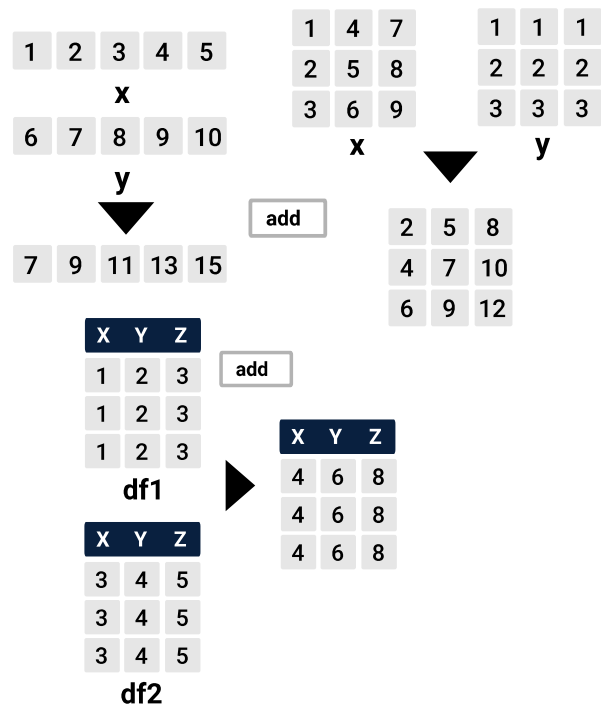 1 2 3 4 5
x
6 7 8 9 10
y
7 9 11 13 15
1 4 7
2 5 8
3 6 9
x
1 1 1
2 2 2
3 3 3
y
add
2 5 8
4 7 10
6 9 12
X Y Z
1 2 3
1 2 3
1 2 3
df1
add
X Y Z
3 4 5
3 4 5
3 4 5
df2
X Y Z
4 6 8
4 6 8
4 6 8